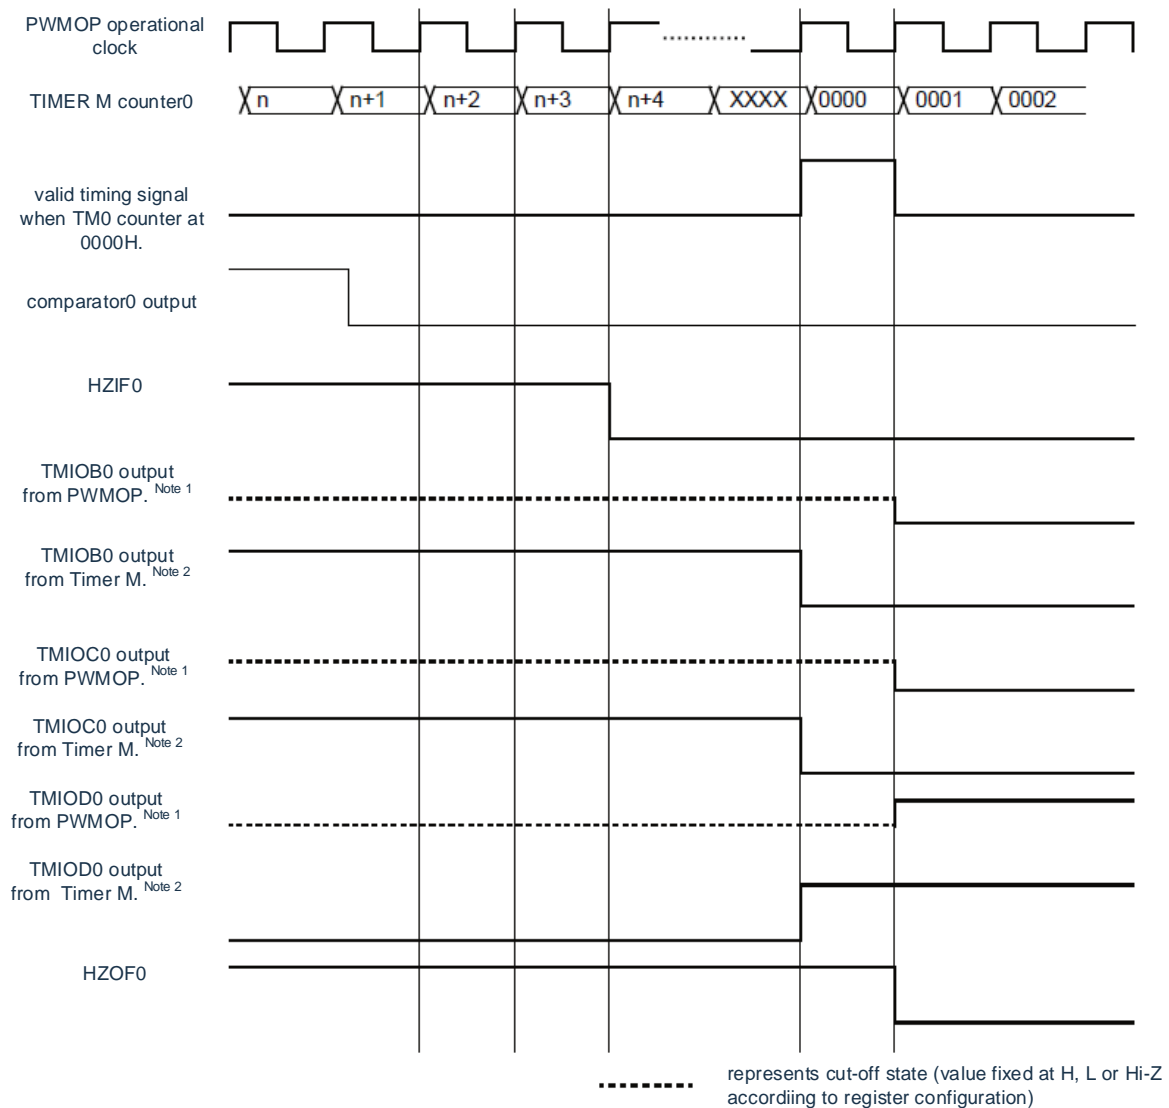 PWMOP operational
clock
TIMER M counter0
n n+1 n+2 n+3 n+4 XXXX 0000 0001 0002
valid timing signal
when TM0 counter at
0000H.
comparator0 output
HZIF0
TMIOB0 output
from PWMOP. Note 1
TMIOB0 output
from Timer M. Note 2
TMIOC0 output
from PWMOP. Note 1
TMIOC0 output
from Timer M. Note 2
TMIOD0 output
from PWMOP. Note 1
TMIOD0 output
from Timer M. Note 2
HZOF0
represents cut-off state (value fixed at H, L or Hi-Z
accordiing to register configuration)